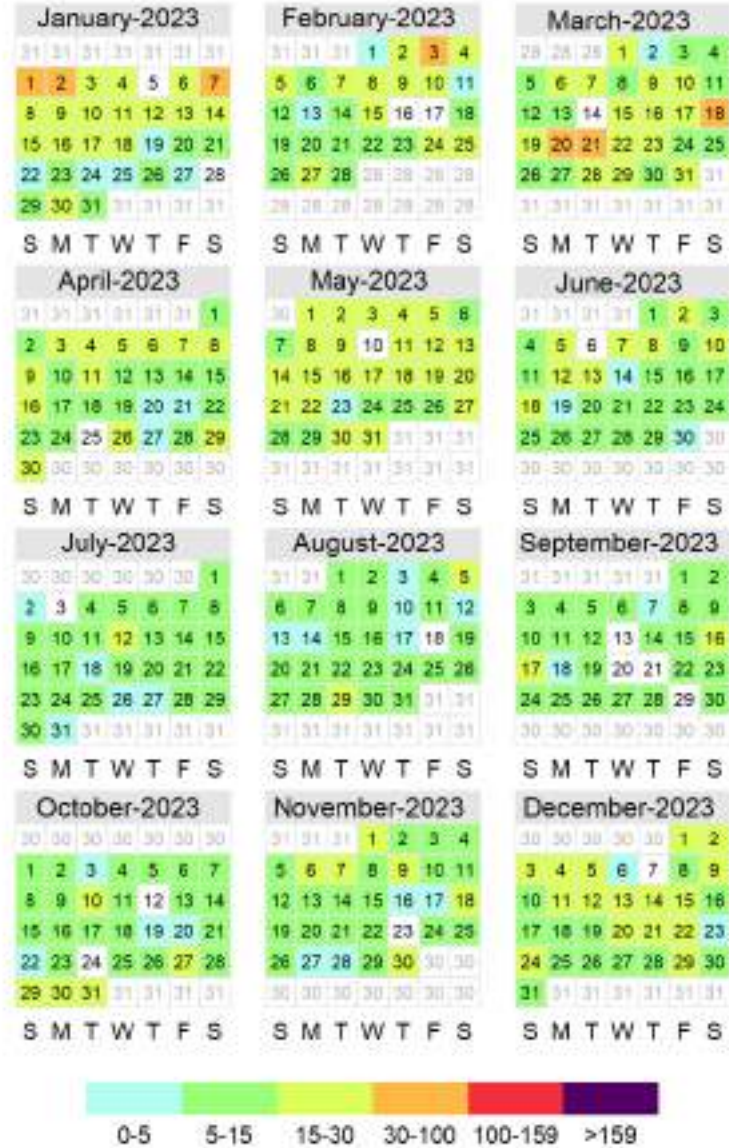 January-2023
31 31 31 31 31 31 31
1 2 3 4 5 6 7
8 9 10 11 12 13 14
15 16 17 18 19 20 21
22 23 24 25 26 27 28
29 30 31 31 31 31 31
S M T W T F S
February-2023
31 31 31 1 2 3 4
5 6 7 8 9 10 11
12 13 14 15 16 17 18
19 20 21 22 23 24 25
26 27 28 28 28 28 28
28 28 28 28 28 28 28
S M T W T F S
March-2023
28 28 28 1 2 3 4
5 6 7 8 9 10 11
12 13 14 15 16 17 18
19 20 21 22 23 24 25
26 27 28 29 30 31 31
31 31 31 31 31 31 31
S M T W T F S
April-2023
31 31 31 31 31 31 1
2 3 4 5 6 7 8
9 10 11 12 13 14 15
16 17 18 19 20 21 22
23 24 25 26 27 28 29
30 30 30 30 30 30 30
S M T W T F S
May-2023
30 1 2 3 4 5 6
7 8 9 10 11 12 13
14 15 16 17 18 19 20
21 22 23 24 25 26 27
28 29 30 31 31 31 31
31 31 31 31 31 31 31
S M T W T F S
June-2023
31 31 31 31 1 2 3
4 5 6 7 8 9 10
11 12 13 14 15 16 17
18 19 20 21 22 23 24
25 26 27 28 29 30 30
30 30 30 30 30 30 30
S M T W T F S
July-2023
30 30 30 30 30 30 1
2 3 4 5 6 7 8
9 10 11 12 13 14 15
16 17 18 19 20 21 22
23 24 25 26 27 28 29
30 31 31 31 31 31 31
S M T W T F S
August-2023
31 31 1 2 3 4 5
6 7 8 9 10 11 12
13 14 15 16 17 18 19
20 21 22 23 24 25 26
27 28 29 30 31 31 31
31 31 31 31 31 31 31
S M T W T F S
September-2023
31 31 31 31 31 1 2
3 4 5 6 7 8 9
10 11 12 13 14 15 16
17 18 19 20 21 22 23
24 25 26 27 28 29 30
30 30 30 30 30 30 30
S M T W T F S
October-2023
30 30 30 30 30 30 30
1 2 3 4 5 6 7
8 9 10 11 12 13 14
15 16 17 18 19 20 21
22 23 24 25 26 27 28
29 30 31 31 31 31 31
S M T W T F S
November-2023
31 31 31 1 2 3 4
5 6 7 8 9 10 11
12 13 14 15 16 17 18
19 20 21 22 23 24 25
26 27 28 29 30 30 30
30 30 30 30 30 30 30
S M T W T F S
December-2023
30 30 30 30 30 1 2
3 4 5 6 7 8 9
10 11 12 13 14 15 16
17 18 19 20 21 22 23
24 25 26 27 28 29 30
31 31 31 31 31 31 31
S M T W T F S
0-5 5-15 15-30 30-100 100-159 >159